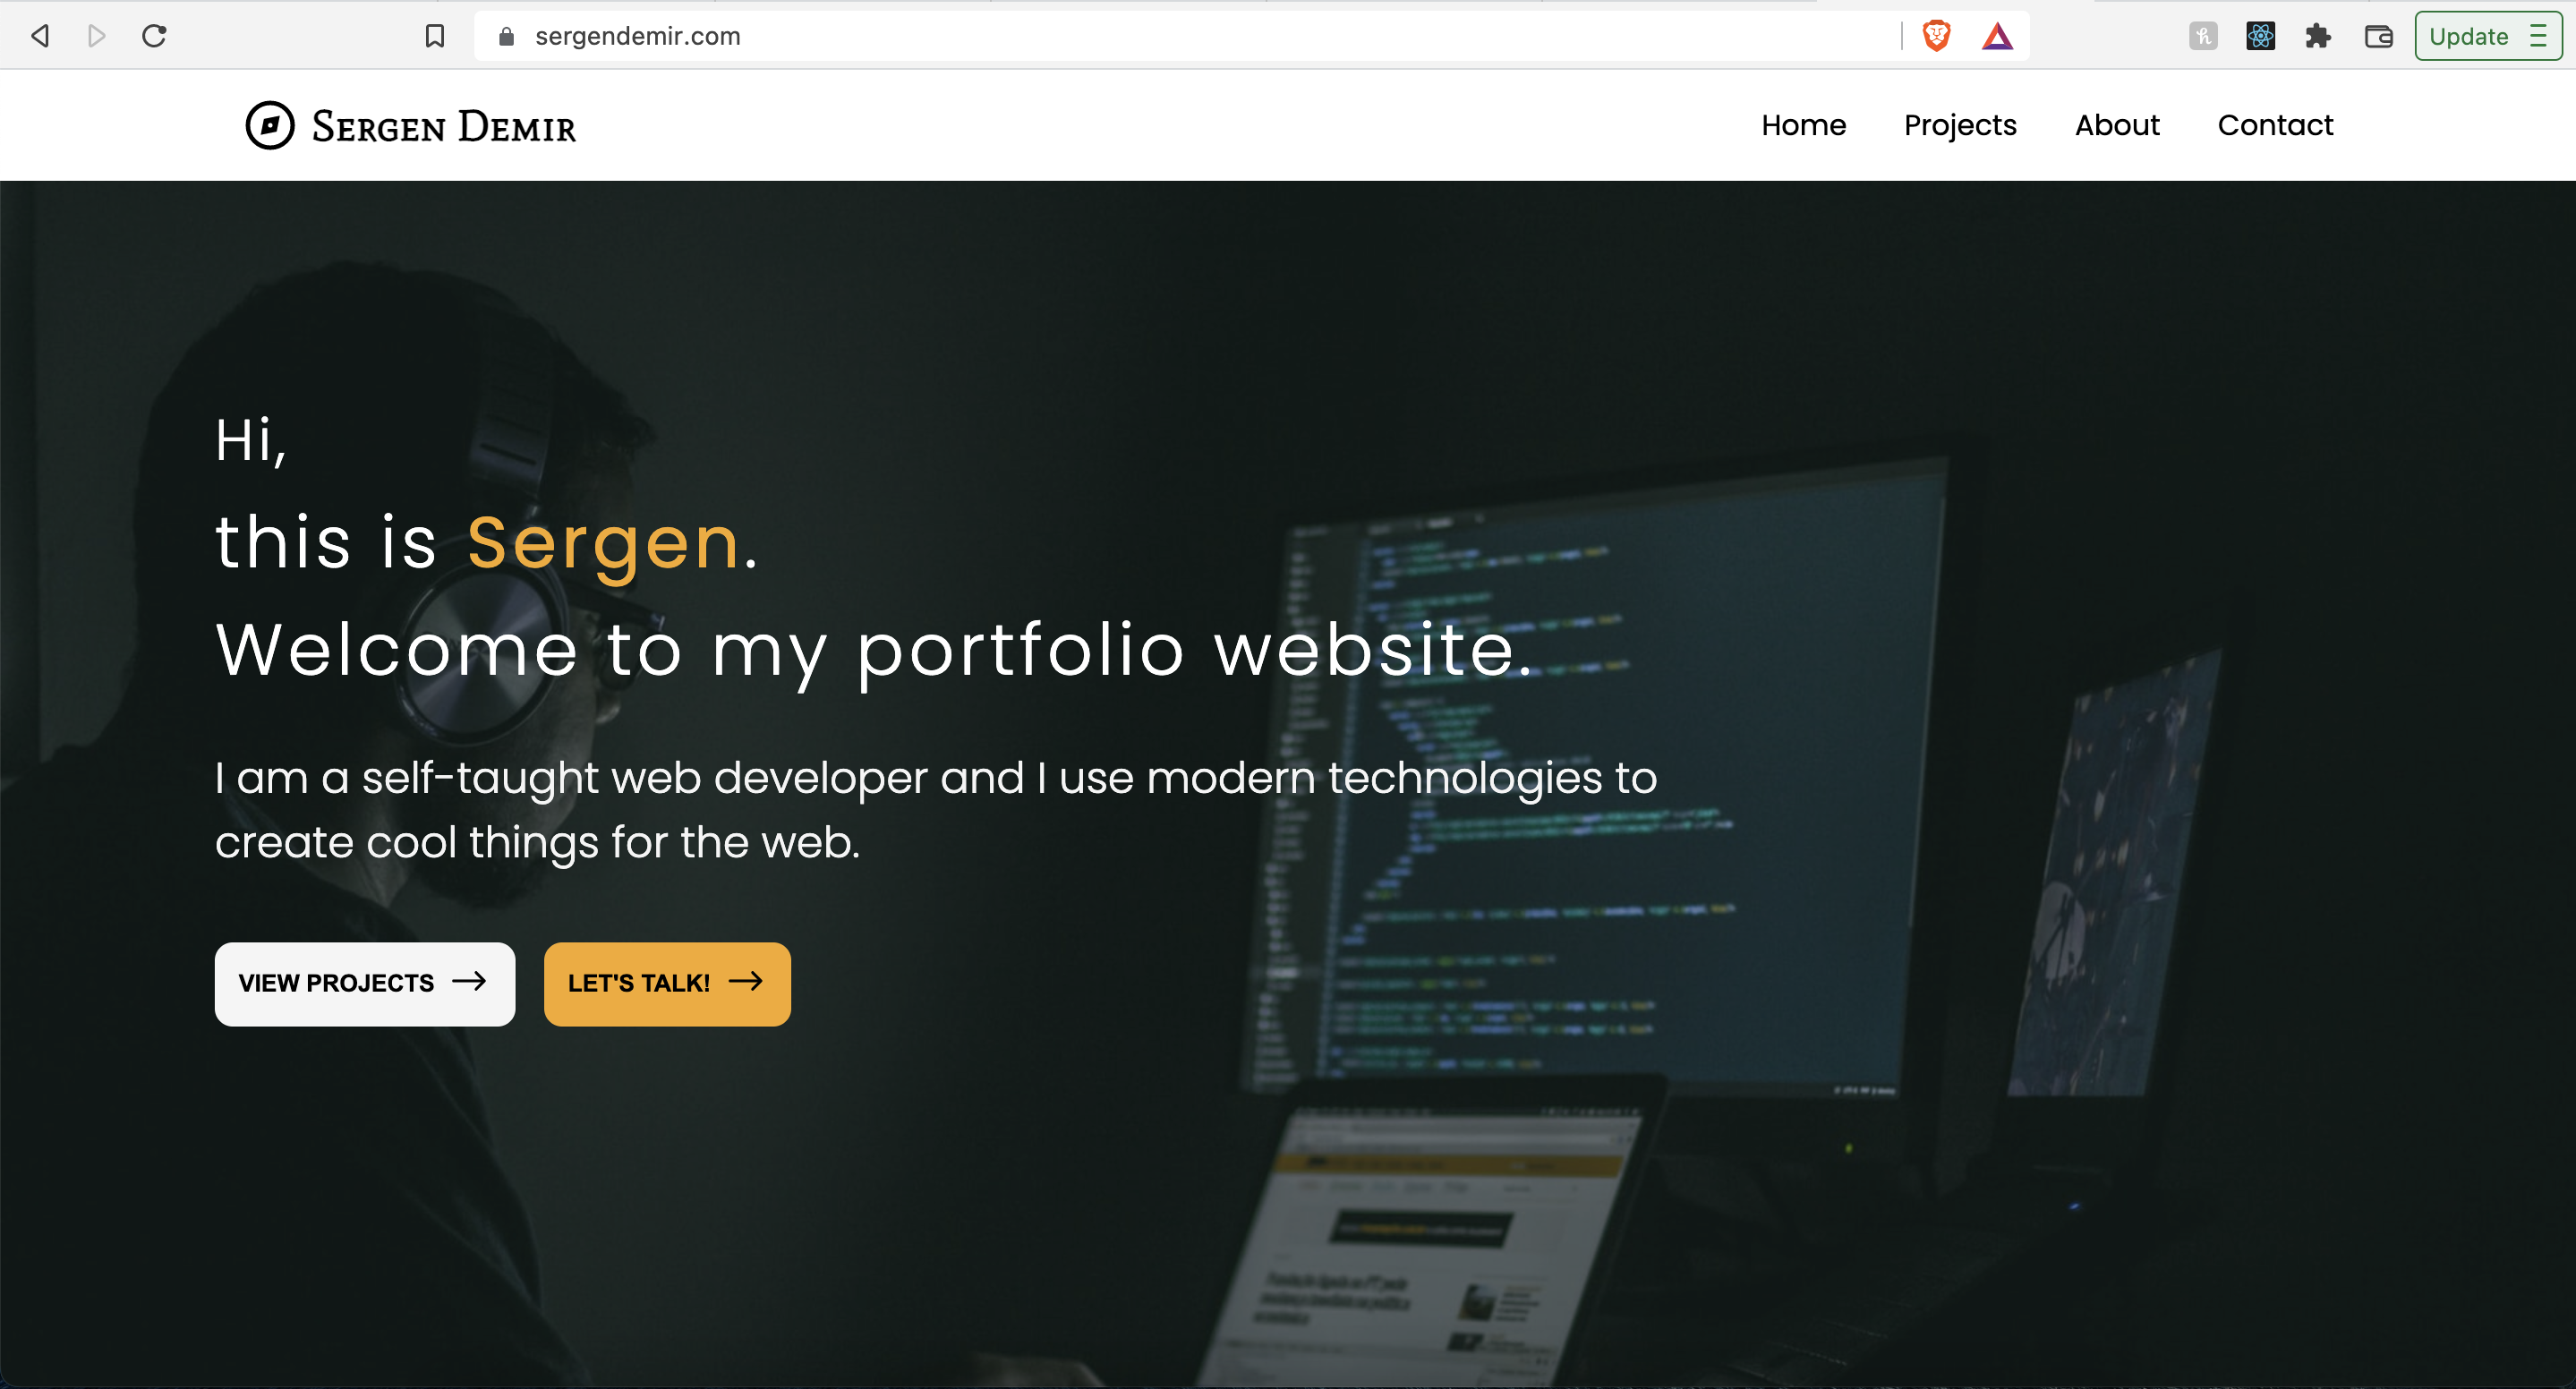 sergendemir.com
Update
Sergen Demir
Home Projects About Contact
Hi,
this is Sergen.
Welcome to my portfolio website.
I am a self-taught web developer and I use modern technologies to
create cool things for the web.
VIEW PROJECTS LET'S TALK!